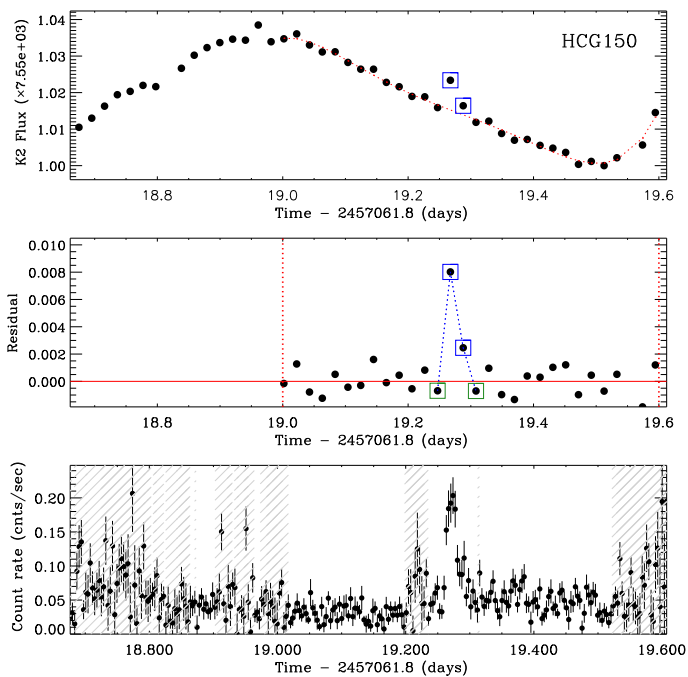 1.04
1.03
1.02
1.01
1.00
K2 Flux (×7.55e+03)
HCG150
18.8 19.0 19.2 19.4 19.6
Time − 2457061.8 (days)
0.010
0.008
0.006
0.004
0.002
0.000
Residual
18.8 19.0 19.2 19.4 19.6
Time − 2457061.8 (days)
0.20
0.15
0.10
0.05
0.00
Count rate (cnts/sec)
18.800 19.000 19.200 19.400 19.600
Time − 2457061.8 (days)